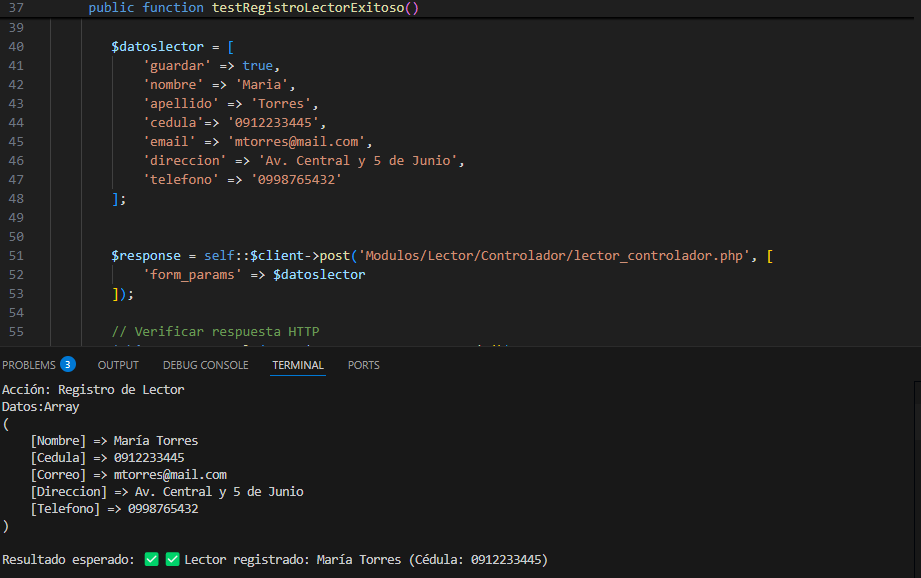 37 public function testRegistroLectorExitoso()
39
40 $datoslector = [
41 'guardar' => true,
42 'nombre' => 'Maria',
43 'apellido' => 'Torres',
44 'cedula'=> '0912233445',
45 'email' => 'mtorres@mail.com',
46 'direccion' => 'Av. Central y 5 de Junio',
47 'telefono' => '0998765432'
48 ];
49
50
51 $response = self::$client->post('Modulos/Lector/Controlador/lector_controlador.php', [
52 'form_params' => $datoslector
53 ]);
54
55 // Verificar respuesta HTTP
PROBLEMS 3 OUTPUT DEBUG CONSOLE TERMINAL PORTS
Acción: Registro de Lector
Datos:Array
(
[Nombre] => María Torres
[Cedula] => 0912233445
[Correo] => mtorres@mail.com
[Direccion] => Av. Central y 5 de Junio
[Telefono] => 0998765432
)
Resultado esperado: ✅ ✅ Lector registrado: María Torres (Cédula: 0912233445)